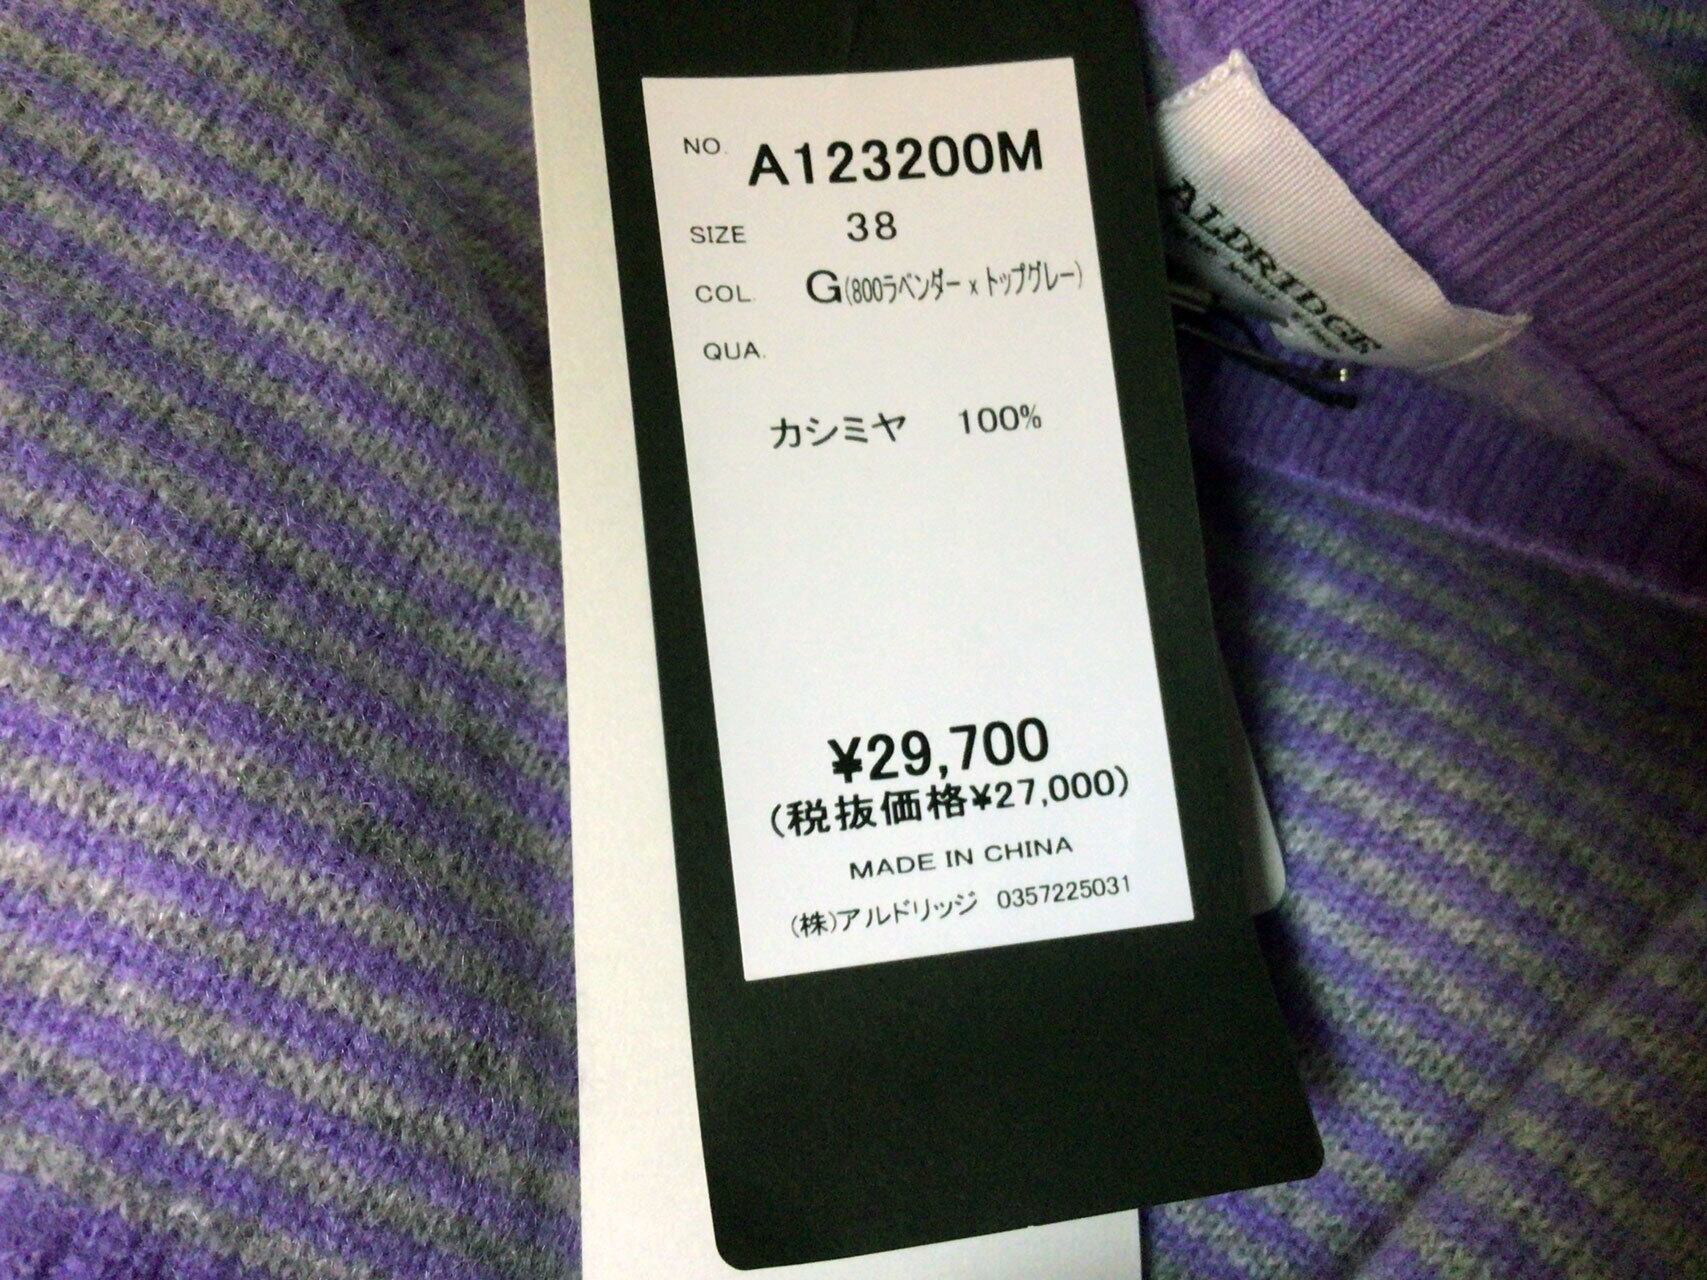 NO. A123200M
SIZE 38
COL. G(800ラベンダー x トップグレー)
QUA.
カシミヤ 100%
¥29,700
(税抜価格¥27,000)
MADE IN CHINA
(株)アルドリッジ 0357225031
ALDRIDGE